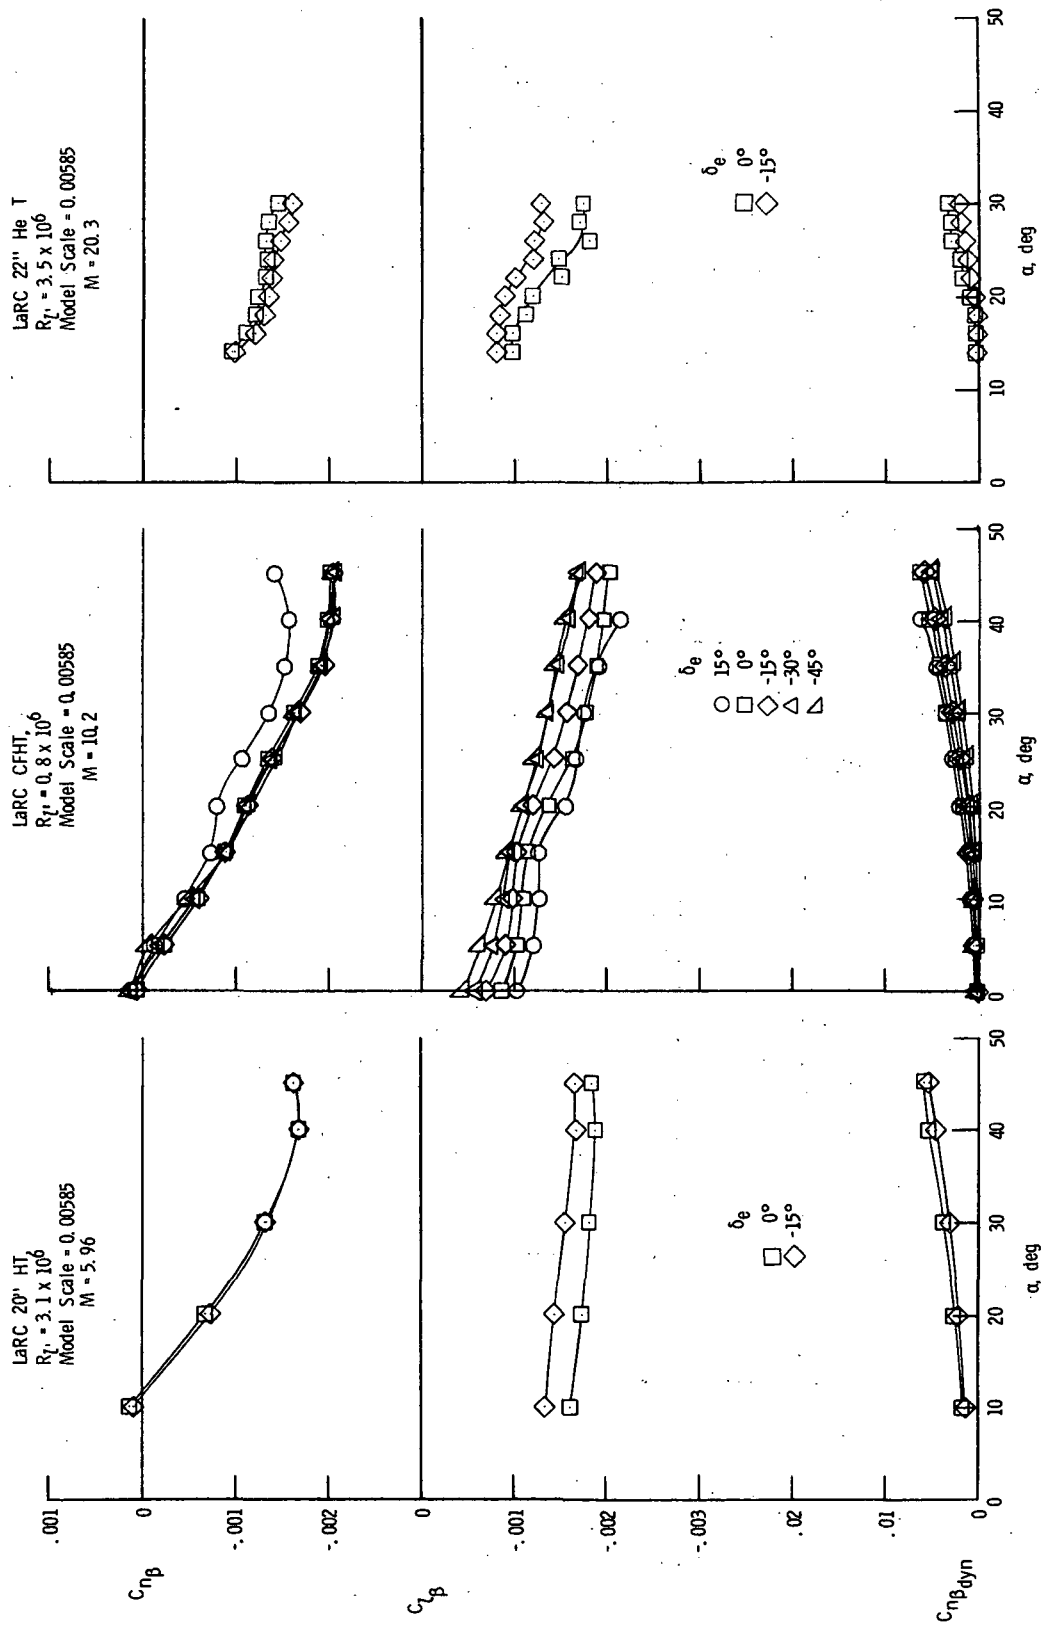 LaRC 20" HT,
R_l' = 3.1 x 10^6
Model Scale = 0.00585
M = 5.96
LaRC CFHT,
R_l' = 0.8 x 10^6
Model Scale = 0.00585
M = 10.2
LaRC 22" He T
R_l' = 3.5 x 10^6
Model Scale = 0.00585
M = 20.3
.001
C_nβ 0
-.001
-.002
C_lβ 0
-.001
-.002
-.003
.02
.01
C_nβdyn 0
δ_e
0°
-15°
δ_e
15°
0°
-15°
-30°
-45°
δ_e
0°
-15°
0 10 20 30 40 50
α, deg
0 10 20 30 40 50
α, deg
0 10 20 30 40 50
α, deg